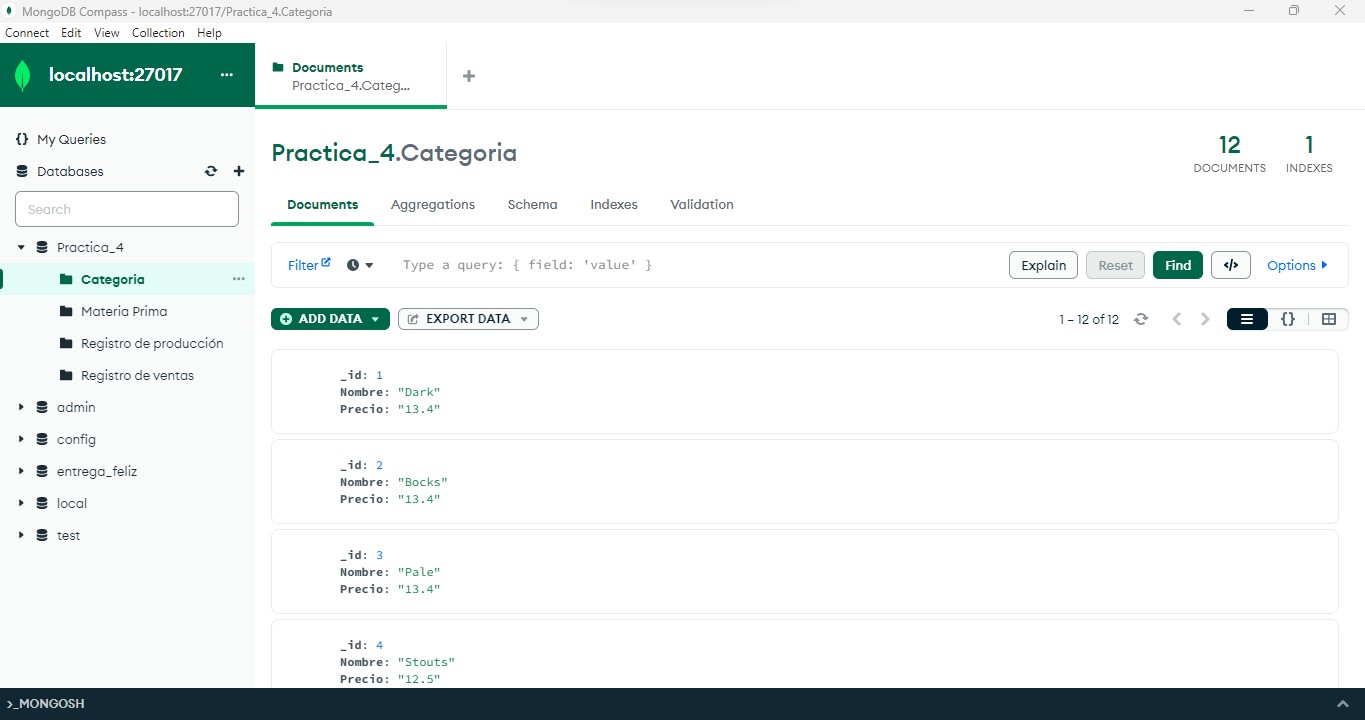 MongoDB Compass - localhost:27017/Practica_4.Categoria
Connect Edit View Collection Help
localhost:27017 ...
Documents
Practica_4.Categ...
My Queries
Databases
Search
Practica_4
Categoria
Materia Prima
Registro de producción
Registro de ventas
admin
config
entrega_feliz
local
test
Practica_4.Categoria
12
DOCUMENTS
1
INDEXES
Documents Aggregations Schema Indexes Validation
Filter Type a query: { field: 'value' } Explain Reset Find </> Options
ADD DATA EXPORT DATA 1 – 12 of 12 {}
_id: 1
Nombre: "Dark"
Precio: "13.4"
_id: 2
Nombre: "Bocks"
Precio: "13.4"
_id: 3
Nombre: "Pale"
Precio: "13.4"
_id: 4
Nombre: "Stouts"
Precio: "12.5"
>_MONGOSH